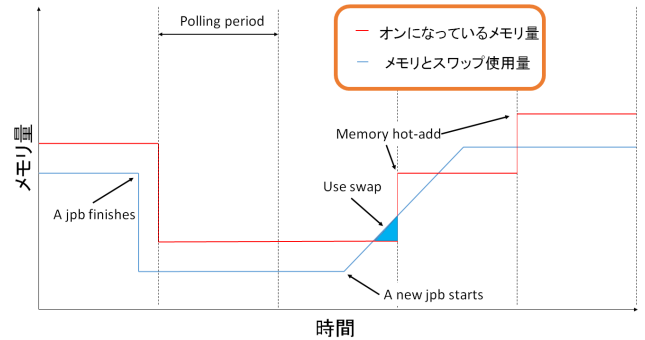 Polling period
オンになっているメモリ量
メモリとスワップ使用量
Memory hot-add
Use swap
A jpb finishes
A new jpb starts
メモリ量
時間